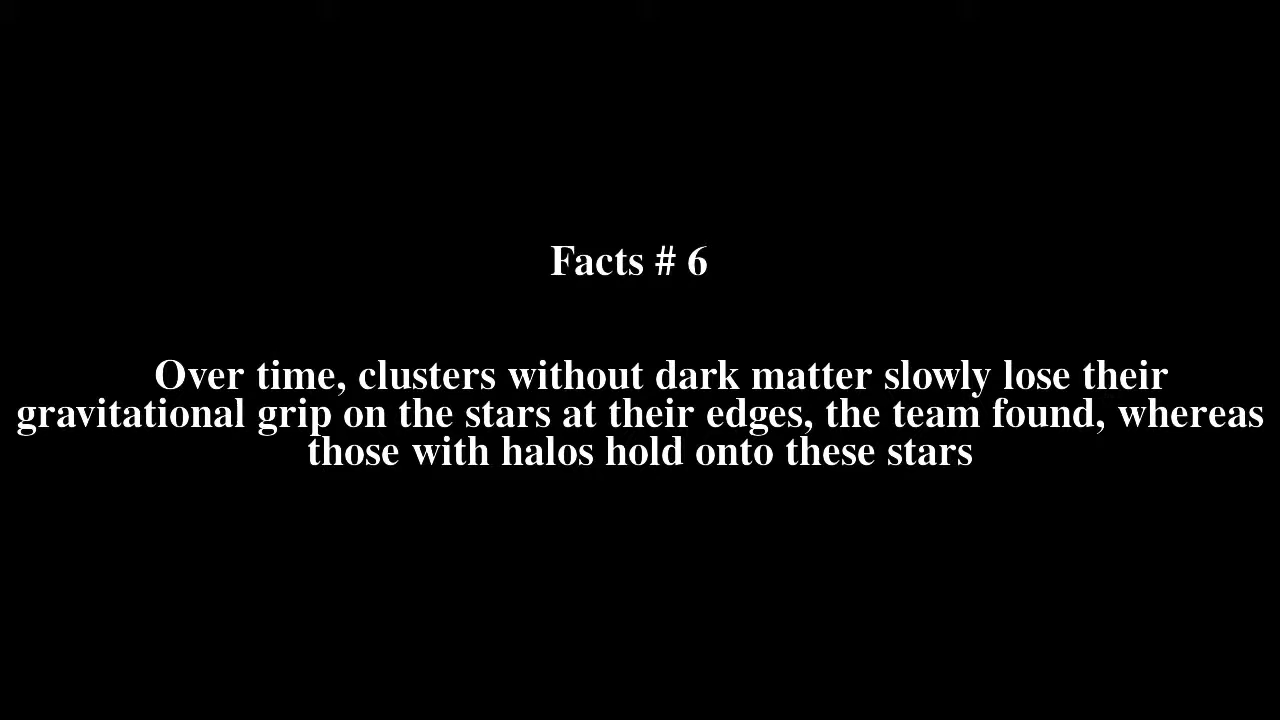 Facts # 6
Over time, clusters without dark matter slowly lose their
gravitational grip on the stars at their edges, the team found, whereas
those with halos hold onto these stars